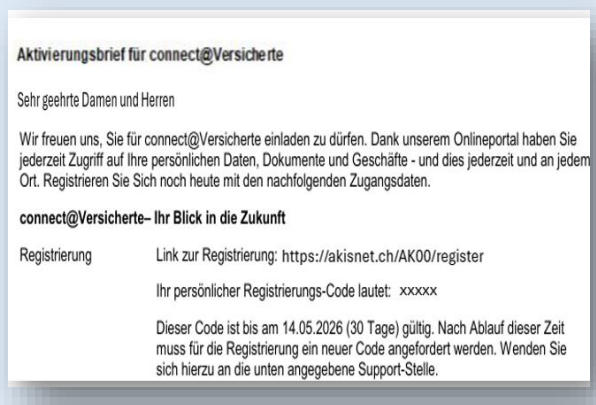 Aktivierungsbrief für connect@Versicherte
Sehr geehrte Damen und Herren
Wir freuen uns, Sie für connect@Versicherte einladen zu dürfen. Dank unserem Onlineportal haben Sie
jederzeit Zugriff auf Ihre persönlichen Daten, Dokumente und Geschäfte - und dies jederzeit und an jedem
Ort. Registrieren Sie Sich noch heute mit den nachfolgenden Zugangsdaten.
connect@Versicherte– Ihr Blick in die Zukunft
Registrierung Link zur Registrierung: https://akisnet.ch/AK00/register
Ihr persönlicher Registrierungs-Code lautet: xxxxx
Dieser Code ist bis am 14.05.2026 (30 Tage) gültig. Nach Ablauf dieser Zeit
muss für die Registrierung ein neuer Code angefordert werden. Wenden Sie
sich hierzu an die unten angegebene Support-Stelle.